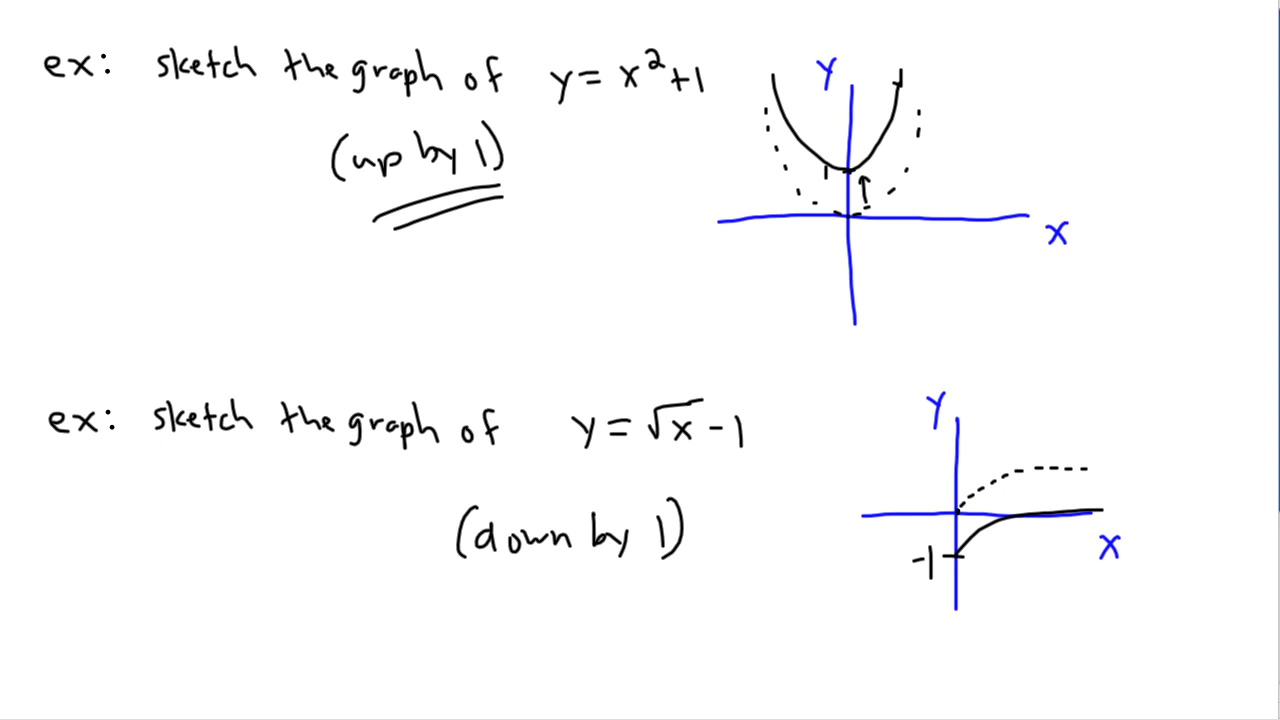 ex: sketch the graph of y = x²+1
(up by 1)
y
1
x
ex: sketch the graph of y = √x - 1
(down by 1)
y
-1
x